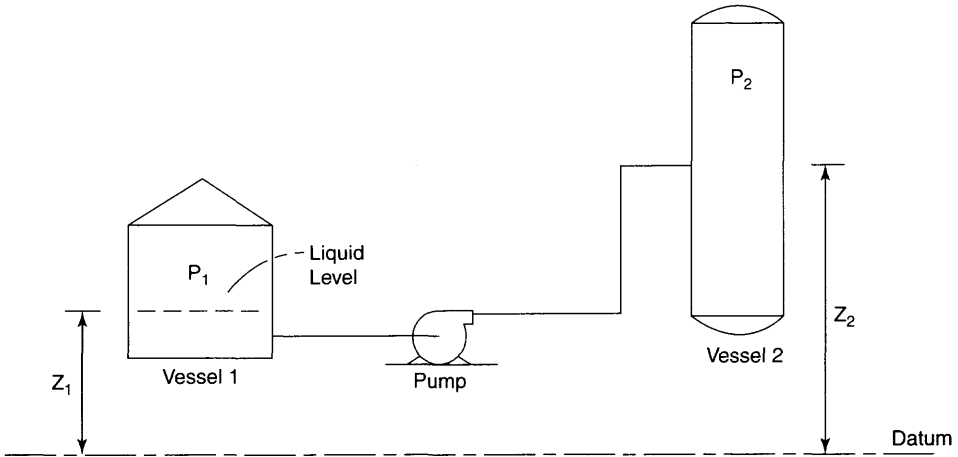 P2
P1
Liquid
Level
Z2
Vessel 2
Vessel 1
Z1
Pump
Datum